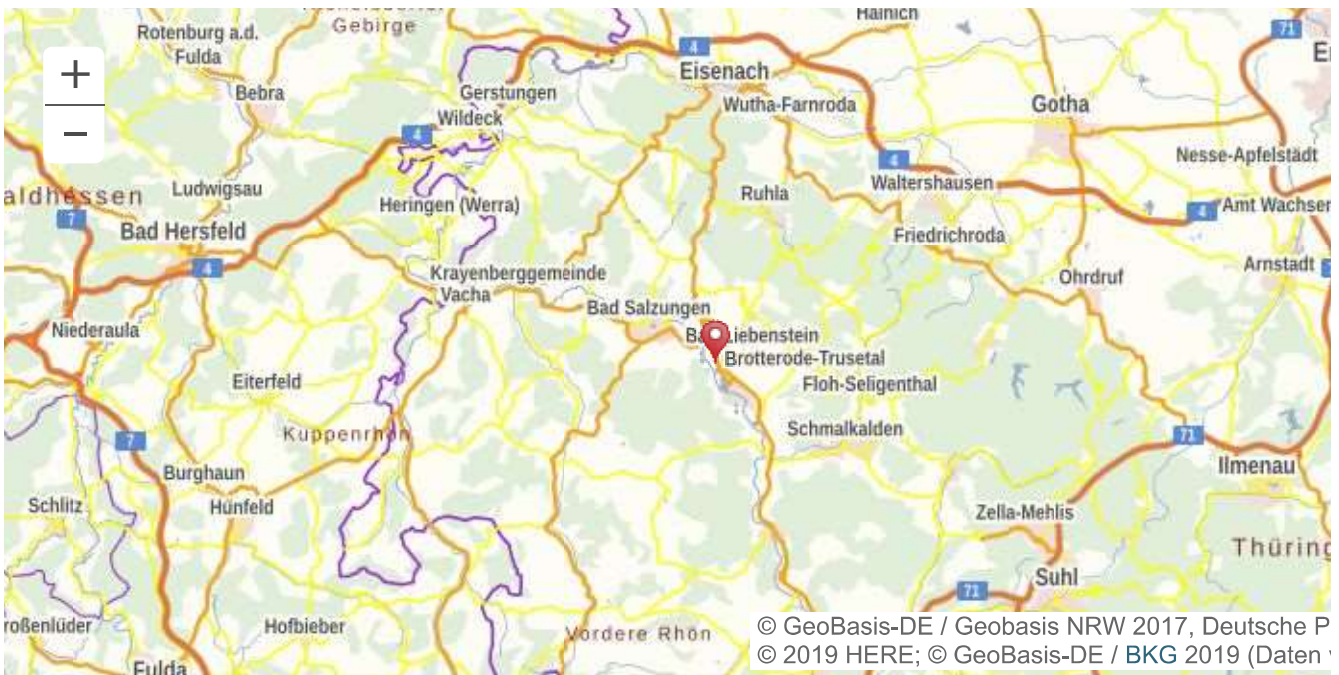 Hainich
71
Rotenburg a.d.
Fulda
Gebirge
4
Eisenach
+
Bebra
Gerstungen
Wutha-Farnroda
Gotha
Wildeck
−
4
4
Nesse-Apfelstädt
aldhessen
Ludwigsau
Ruhla
Waltershausen
Heringen (Werra)
7
4
Amt Wachsen
Bad Hersfeld
Friedrichroda
4
Krayenberggemeinde
Ohrdruf
Arnstadt
Vacha
Bad Salzungen
Niederaula
Liebenstein
Brotterode-Trusetal
Eiterfeld
Floh-Seligenthal
Kuppenrhön
7
Schmalkalden
71
Burghaun
Ilmenau
Schlitz
Hünfeld
Zella-Mehlis
Thüring
Suhl
71
roßenlüder
Hofbieber
Vordere Rhön
Fulda
© GeoBasis-DE / Geobasis NRW 2017, Deutsche P
© 2019 HERE; © GeoBasis-DE / BKG 2019 (Daten v